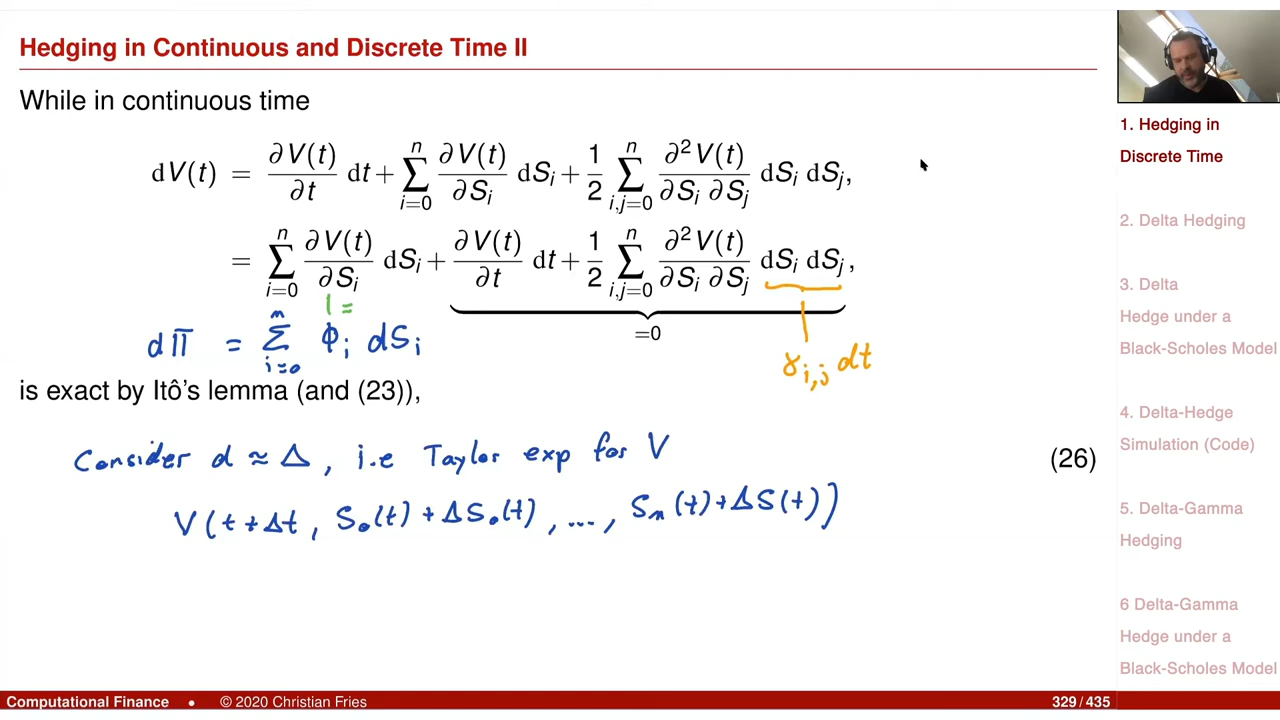 Hedging in Continuous and Discrete Time II
While in continuous time
dV(t) = ∂V(t)/∂t dt + ∑_{i=0}^{n} ∂V(t)/∂S_i dS_i + 1/2 ∑_{i,j=0}^{n} ∂²V(t)/∂S_i ∂S_j dS_i dS_j,
= ∑_{i=0}^{n} ∂V(t)/∂S_i dS_i + ∂V(t)/∂t dt + 1/2 ∑_{i,j=0}^{n} ∂²V(t)/∂S_i ∂S_j dS_i dS_j,
=0
γ_{i,j} dt
dΠ = ∑_{i=0}^{n} φ_i dS_i
is exact by Itô's lemma (and (23)),
Consider d ≈ Δ, i.e Taylor exp for V
(26)
V(t+Δt, S_0(t)+ΔS_0(t), ..., S_n(t)+ΔS(t))
Computational Finance • © 2020 Christian Fries
329/435
1. Hedging in
Discrete Time
2. Delta Hedging
3. Delta
Hedge under a
Black-Scholes Model
4. Delta-Hedge
Simulation (Code)
5. Delta-Gamma
Hedging
6 Delta-Gamma
Hedge under a
Black-Scholes Model